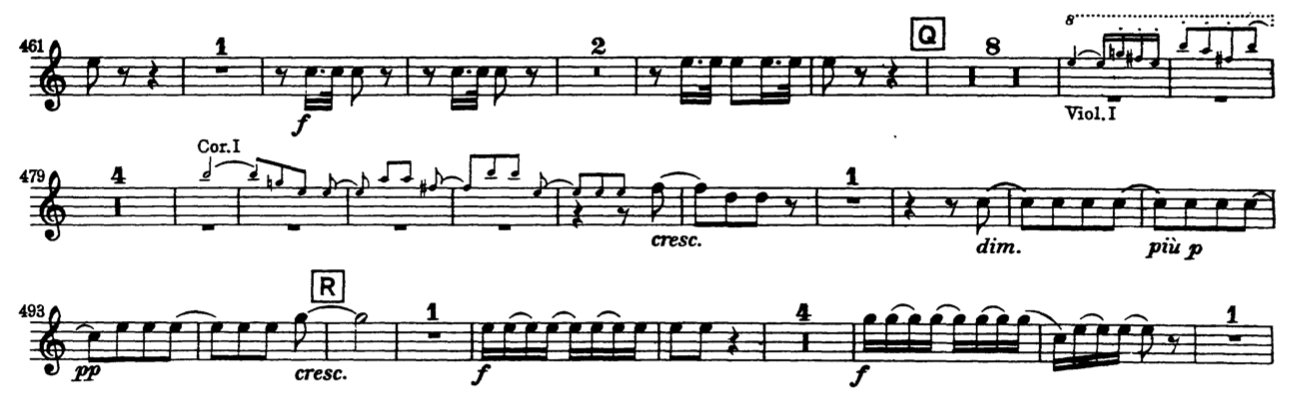 8
461 1 2 Q 8
f Viol. I
Cor. I
479 4 1
cresc. dim. più p
R
493 1 4 1
pp cresc. f f